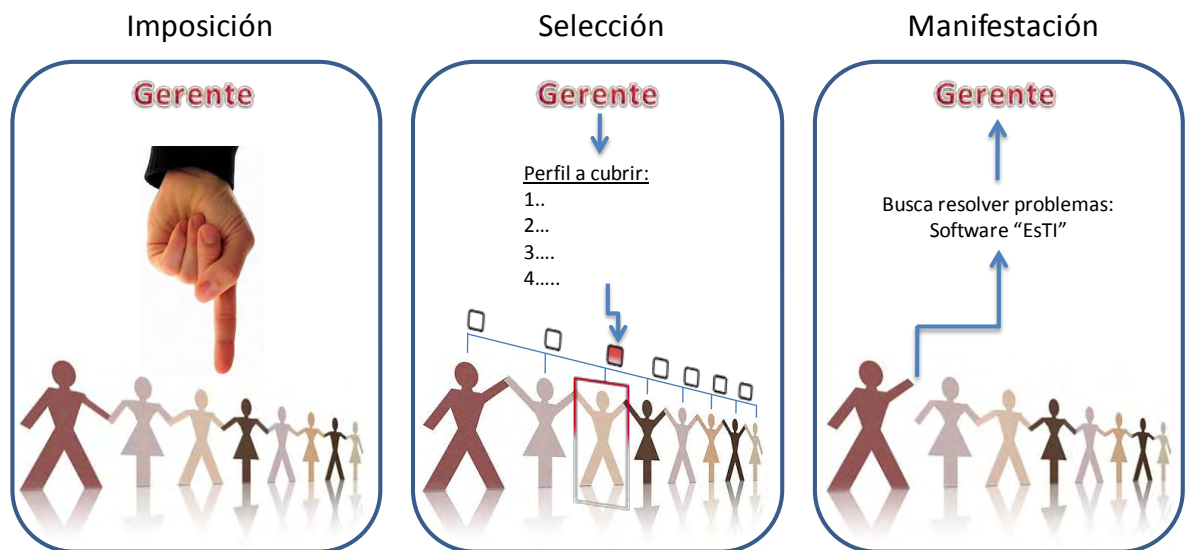 Imposición
Selección
Manifestación
Gerente
Gerente
Gerente
Perfil a cubrir:
1..
2...
3....
4.....
Busca resolver problemas:
Software “EsTI”